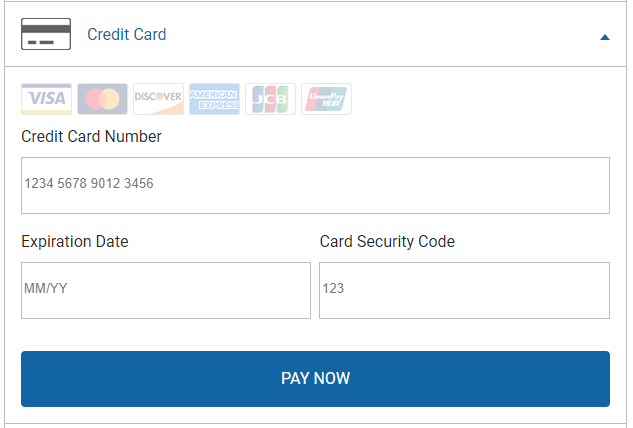 Credit Card
VISA DISCOVER AMERICAN EXPRESS JCB UnionPay 银联
Credit Card Number
1234 5678 9012 3456
Expiration Date Card Security Code
MM/YY 123
PAY NOW